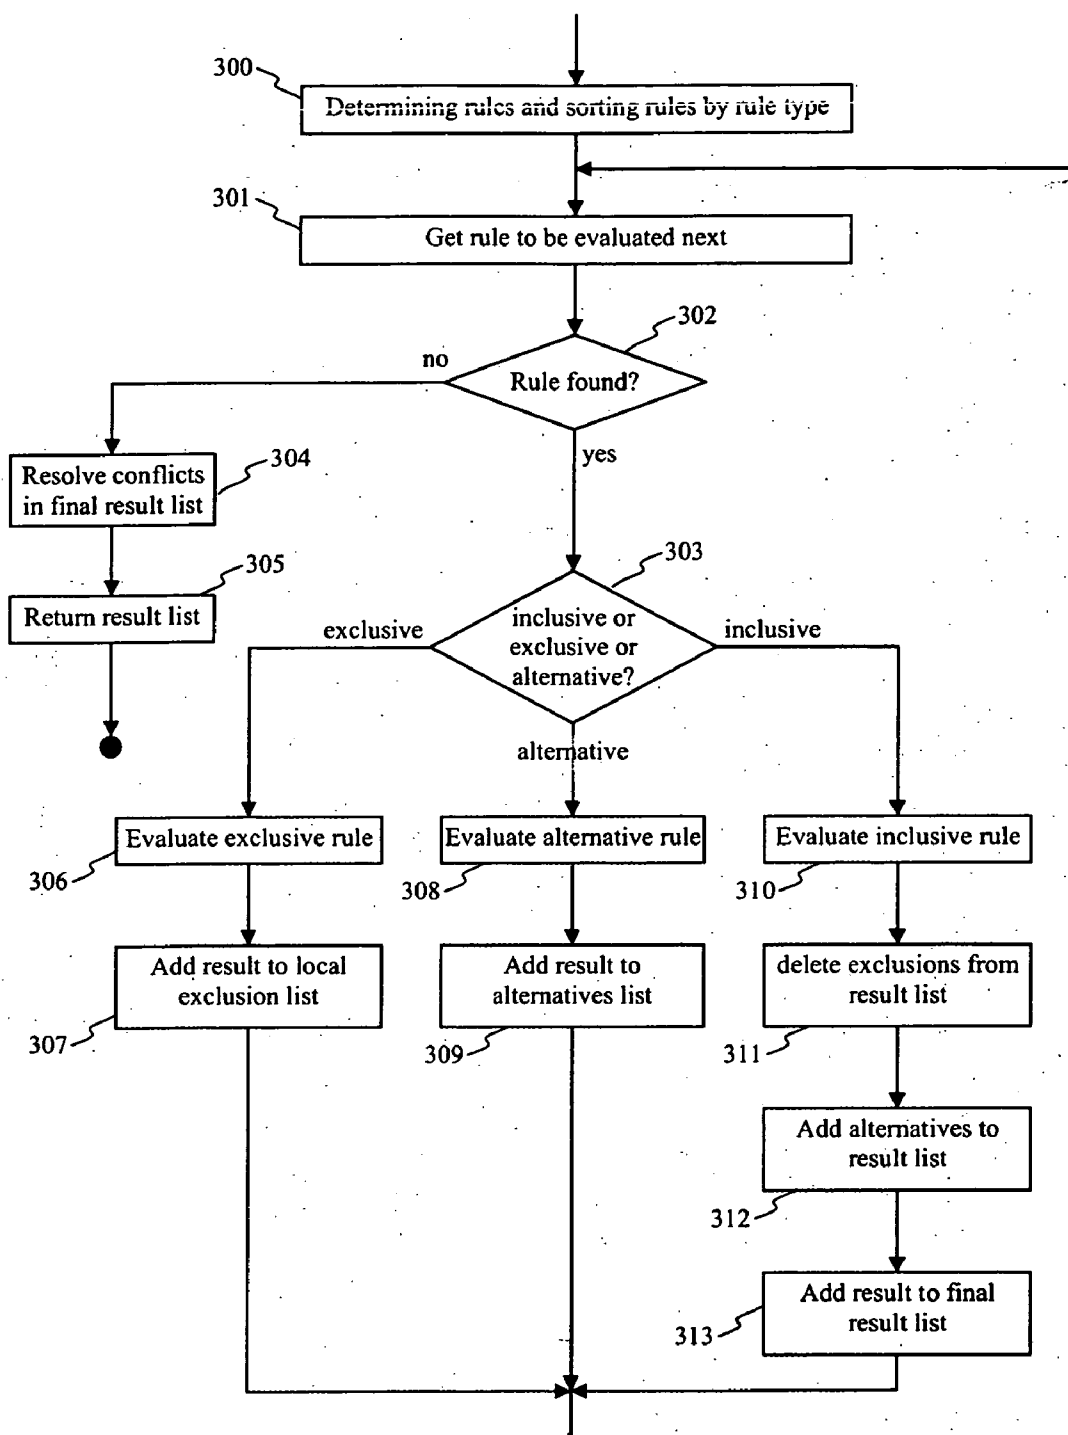 300
Determining rules and sorting rules by rule type
301
Get rule to be evaluated next
302
no
Rule found?
yes
304
Resolve conflicts
in final result list
303
305
Return result list
exclusive
inclusive or
exclusive or
alternative?
inclusive
alternative
Evaluate exclusive rule
Evaluate alternative rule
Evaluate inclusive rule
306
308
310
Add result to local
exclusion list
Add result to
alternatives list
delete exclusions from
result list
307
309
311
Add alternatives to
result list
312
Add result to final
result list
313